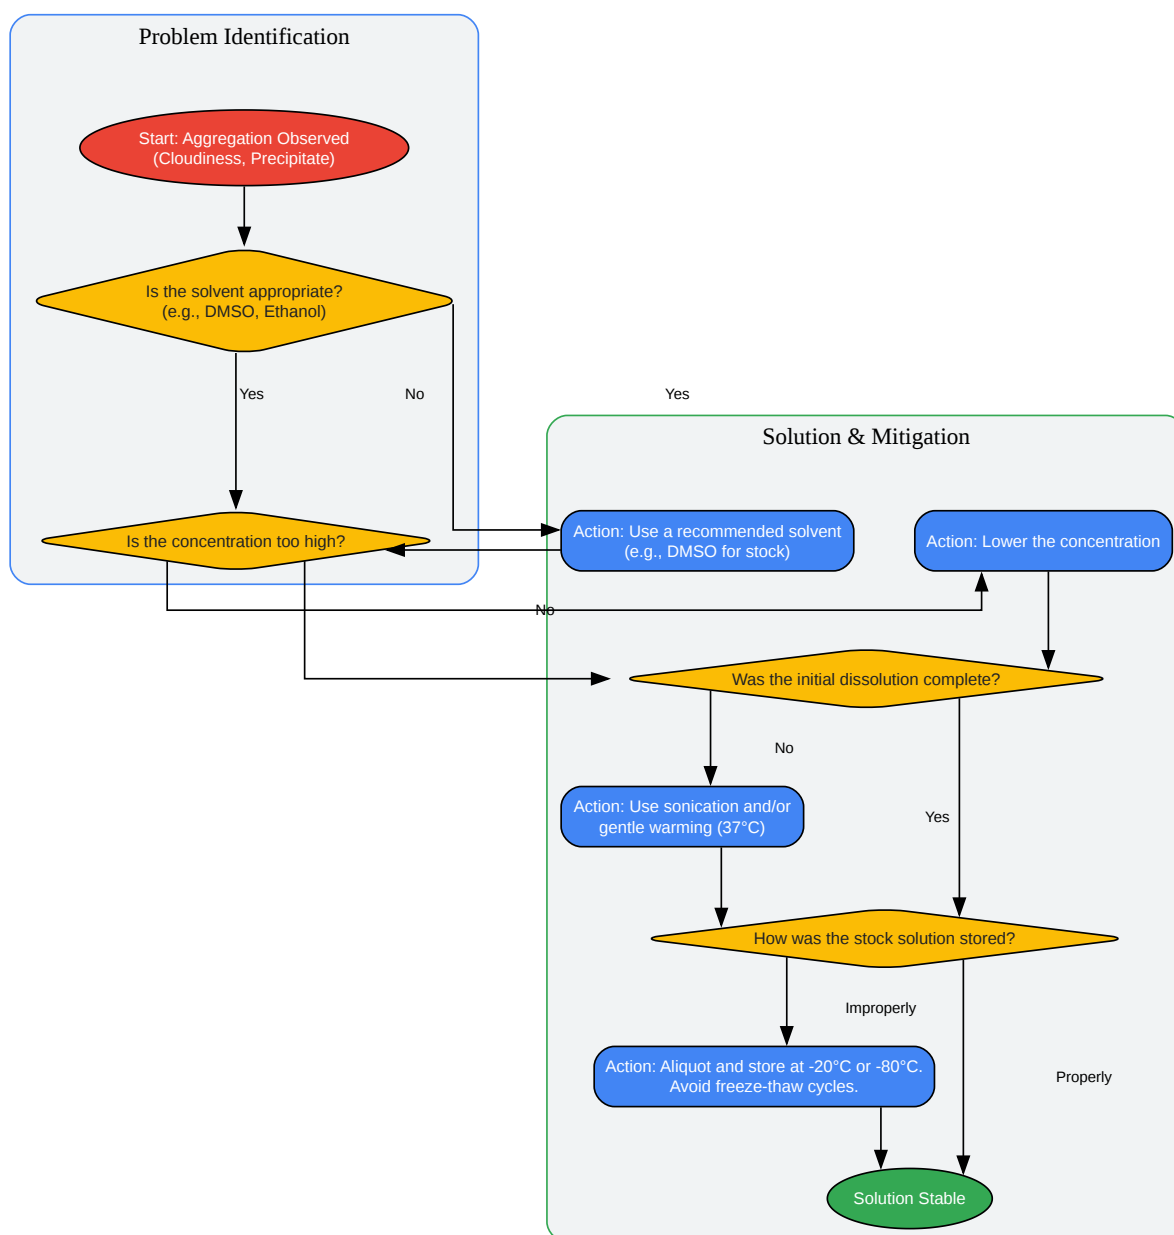 Problem Identification
Start: Aggregation Observed
(Cloudiness, Precipitate)
Is the solvent appropriate?
(e.g., DMSO, Ethanol)
Yes
No
Yes
Solution & Mitigation
Is the concentration too high?
Action: Use a recommended solvent
(e.g., DMSO for stock)
Action: Lower the concentration
No
Was the initial dissolution complete?
No
Action: Use sonication and/or
gentle warming (37°C)
Yes
How was the stock solution stored?
Improperly
Action: Aliquot and store at -20°C or -80°C.
Avoid freeze-thaw cycles.
Properly
Solution Stable